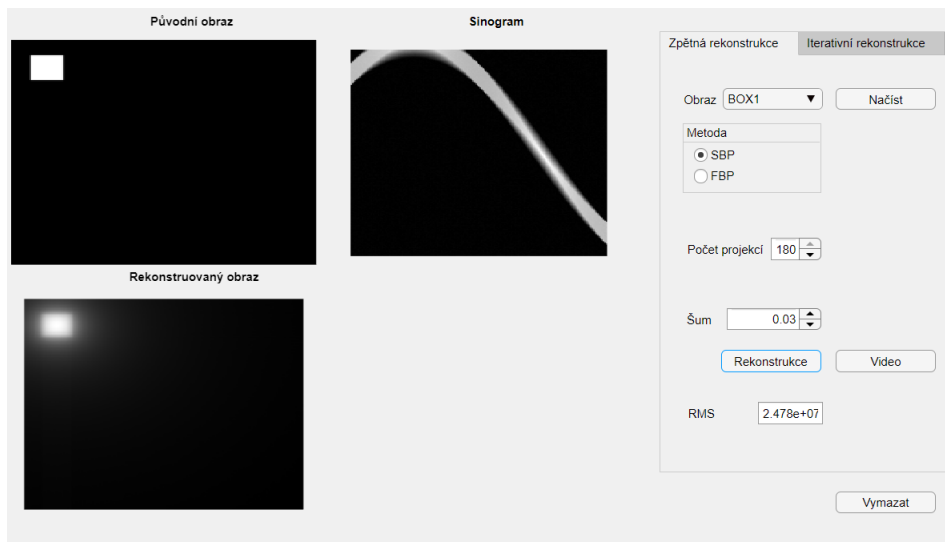 Původní obraz
Sinogram
Zpětná rekonstrukce
Iterativní rekonstrukce
Obraz BOX1 Načíst
Metoda
SBP
FBP
Počet projekcí 180
Rekonstruovaný obraz
Šum 0.03
Rekonstrukce Video
RMS 2.478e+07
Vymazat